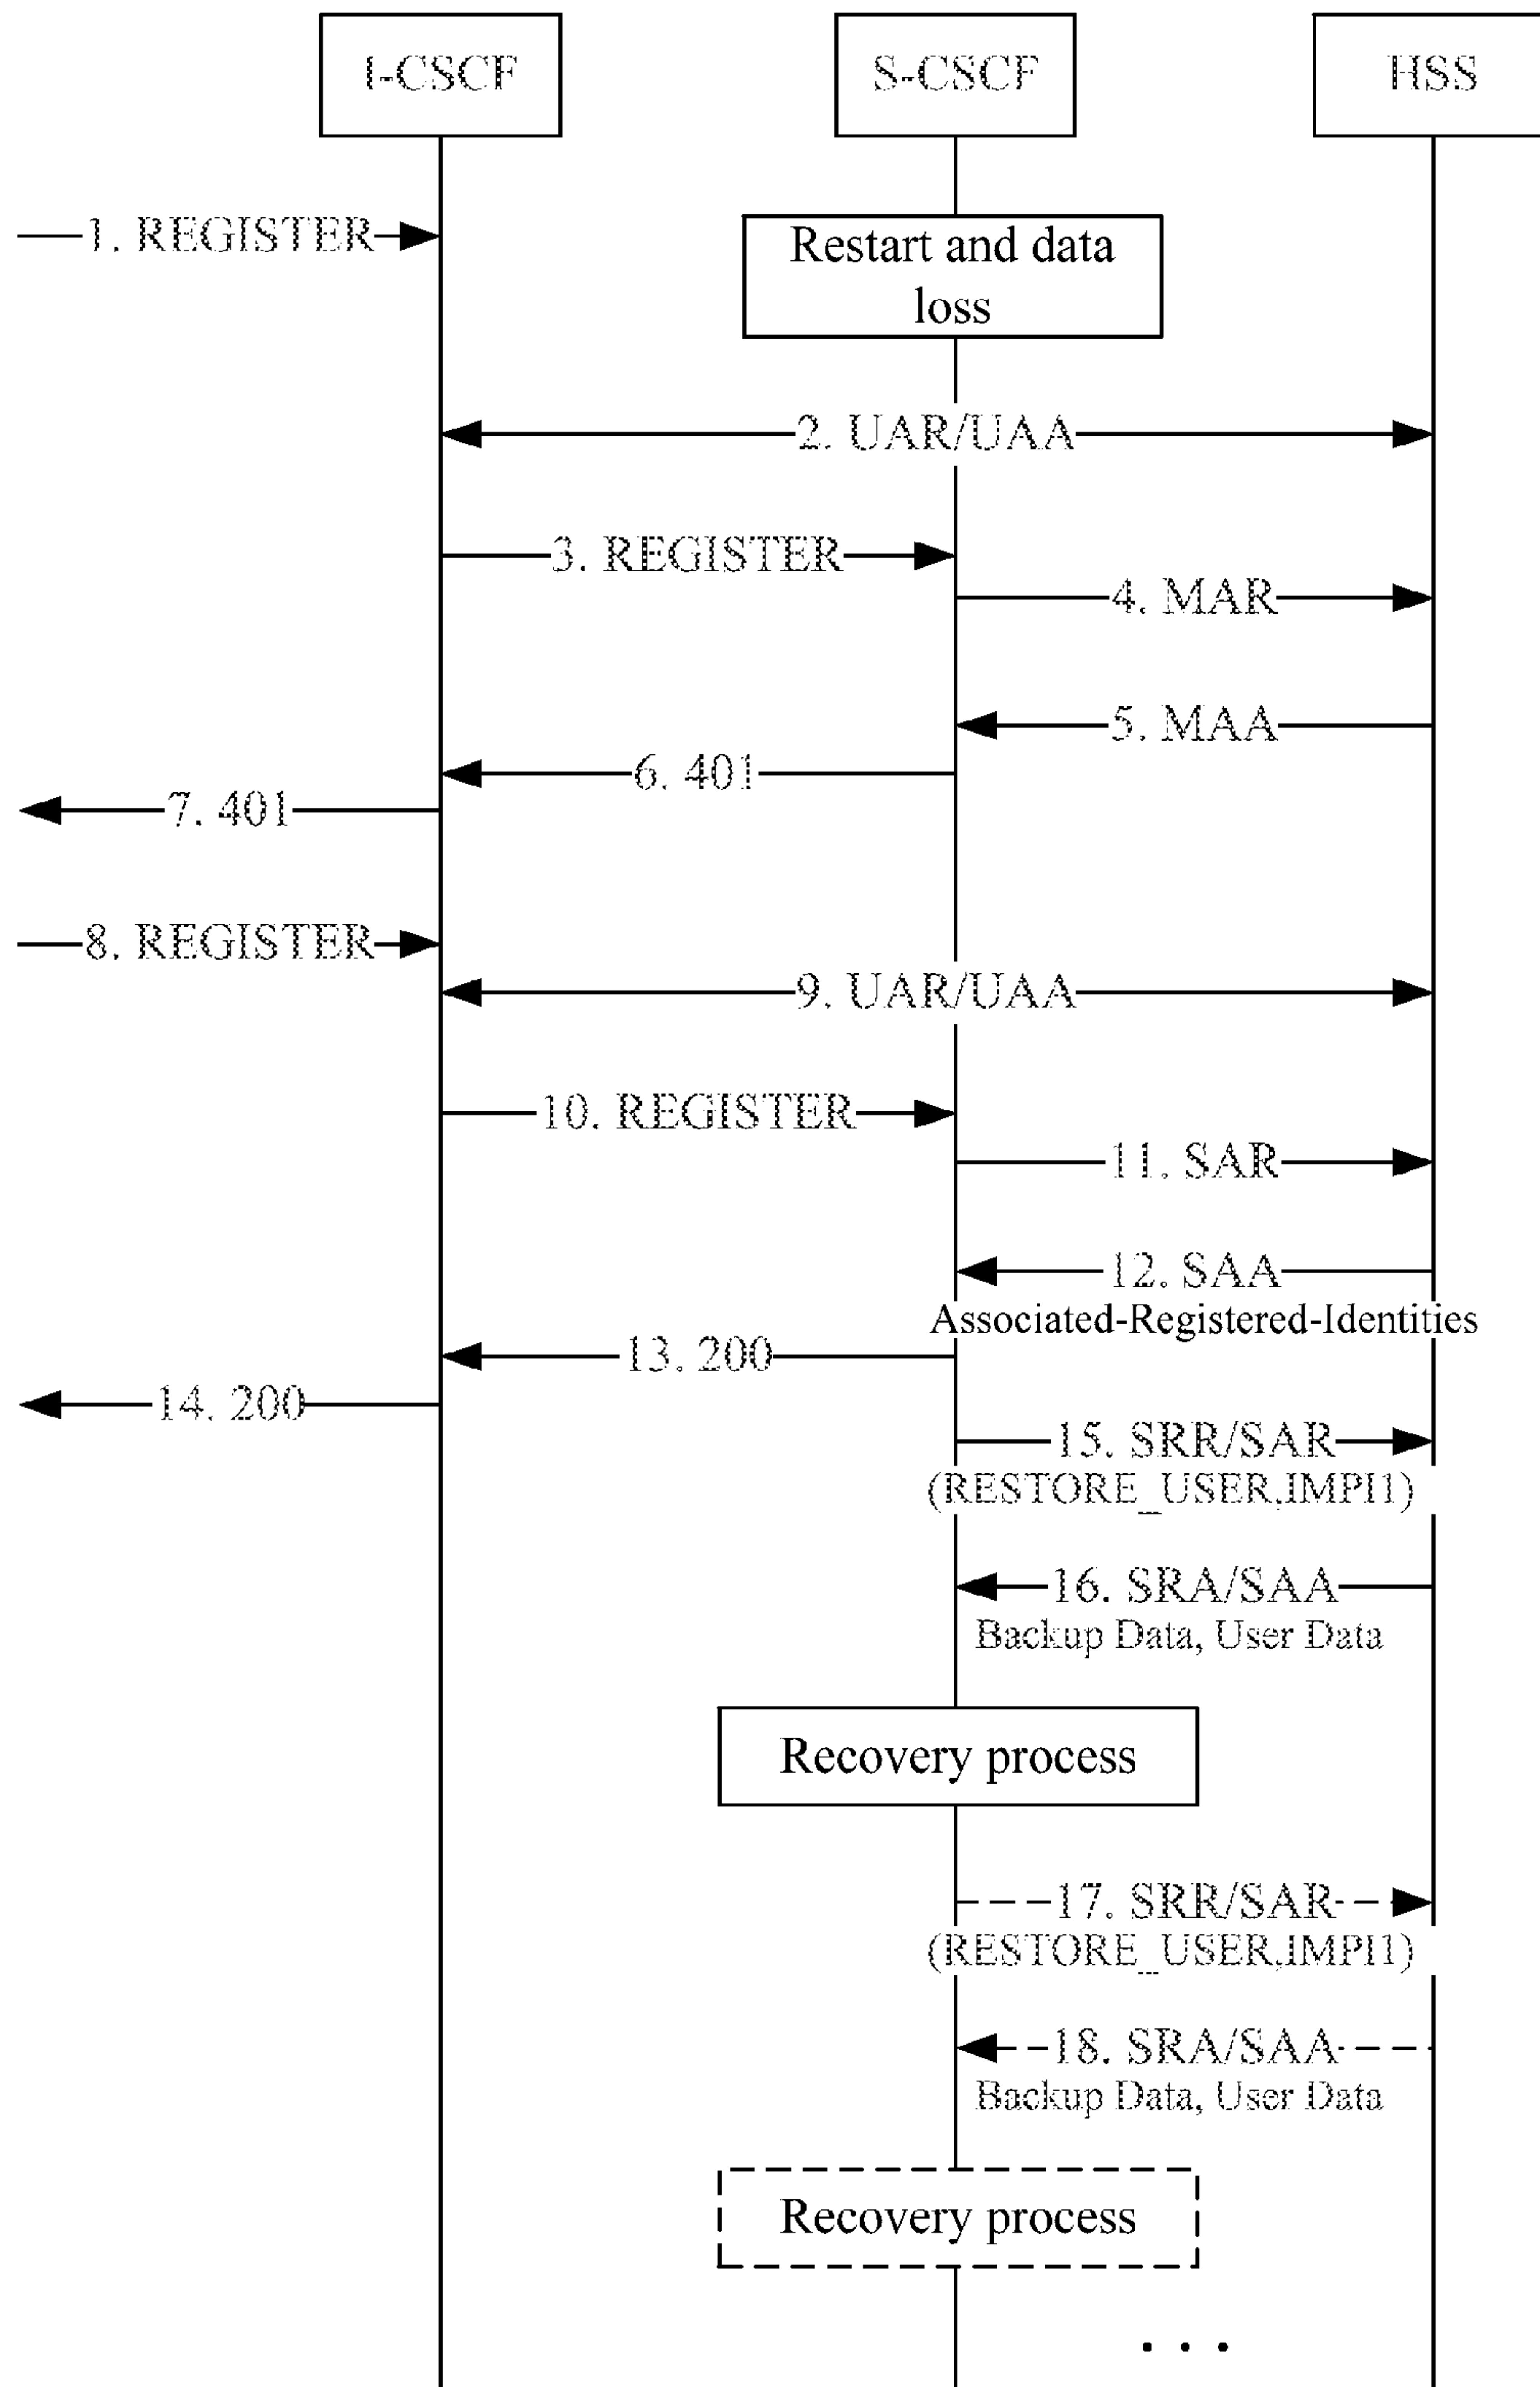 I-CSCF
S-CSCF
HSS
1. REGISTER
Restart and data
loss
2. UAR/UAA
3. REGISTER
4. MAR
5. MAA
6. 401
7. 401
8. REGISTER
9. UAR/UAA
10. REGISTER
11. SAR
12. SAA
Associated-Registered-Identities
13. 200
14. 200
15. SRR/SAR
(RESTORE_USER,IMPI1)
16. SRA/SAA
Backup Data, User Data
Recovery process
17. SRR/SAR
(RESTORE_USER,IMPI1)
18. SRA/SAA
Backup Data, User Data
Recovery process
. . .